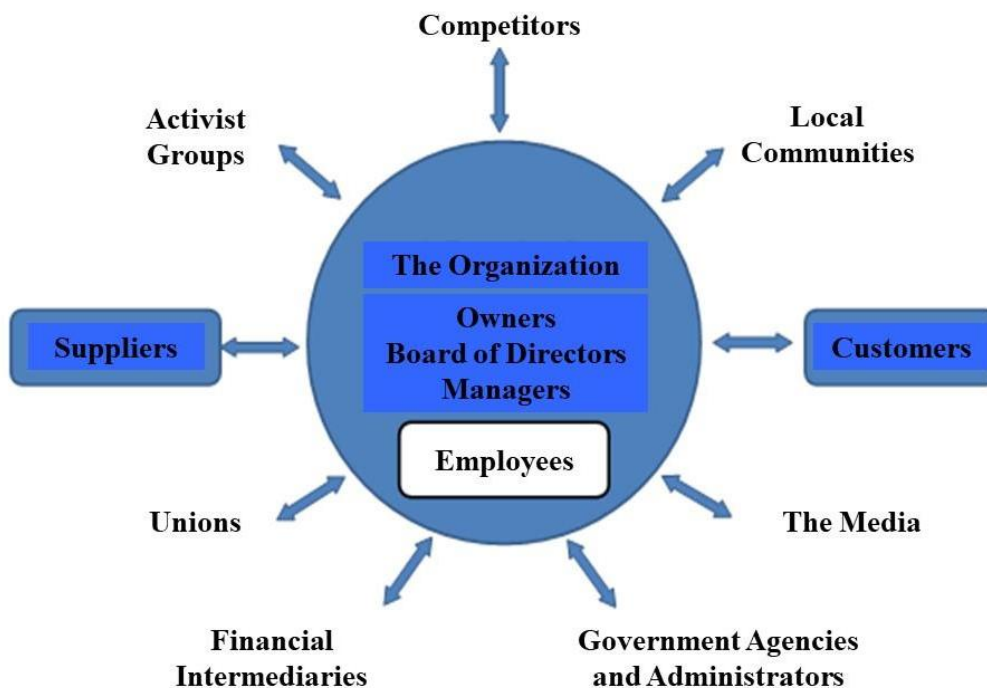 Competitors
Activist
Groups
Local
Communities
The Organization
Owners
Board of Directors
Managers
Suppliers
Customers
Employees
Unions
The Media
Financial
Intermediaries
Government Agencies
and Administrators